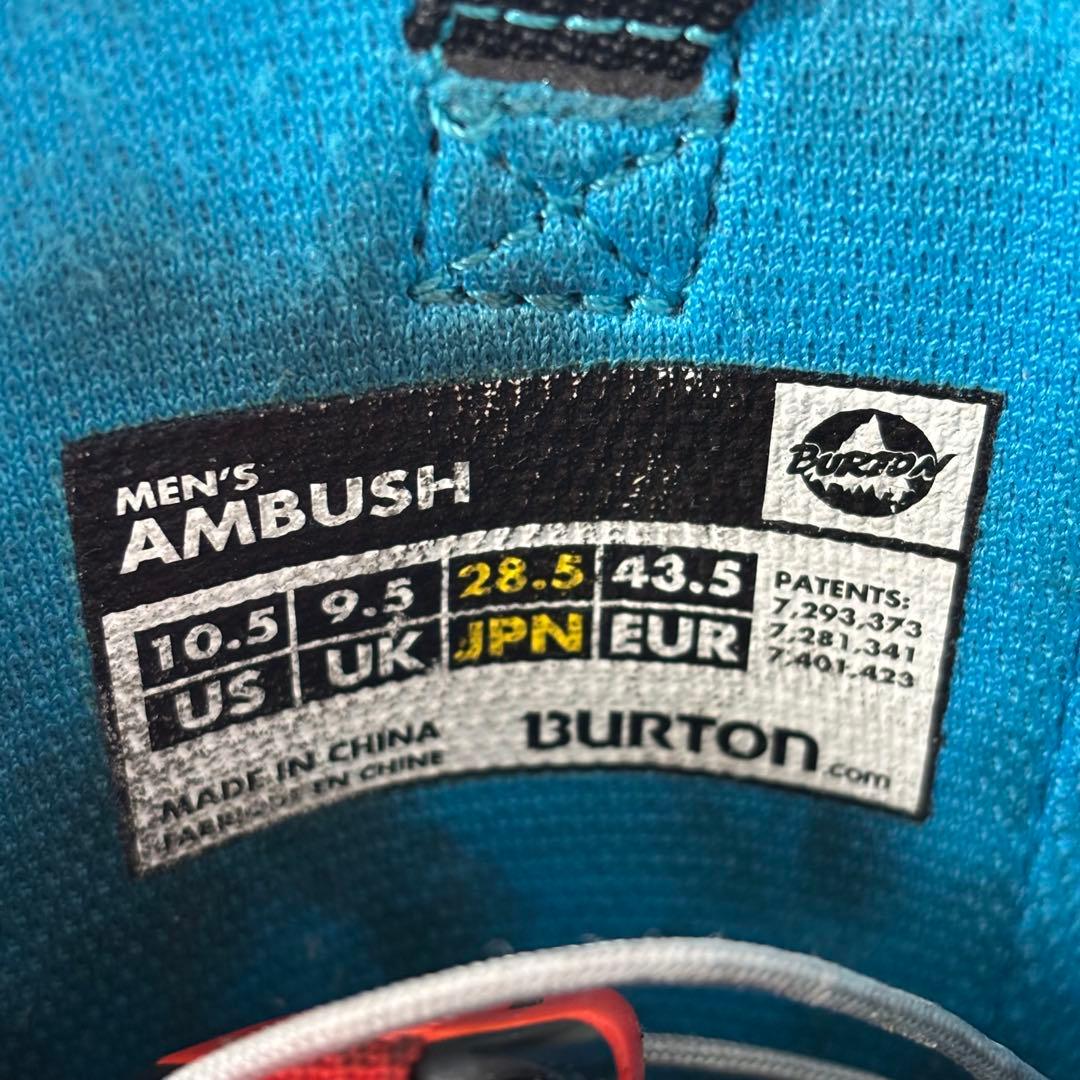 MEN'S
AMBUSH
BURTON
10.5 9.5 28.5 43.5
US UK JPN EUR
PATENTS:
7,293,373
7,281,341
7,401,423
MADE IN CHINA
FABRIQUÉ EN CHINE
BURTON.com